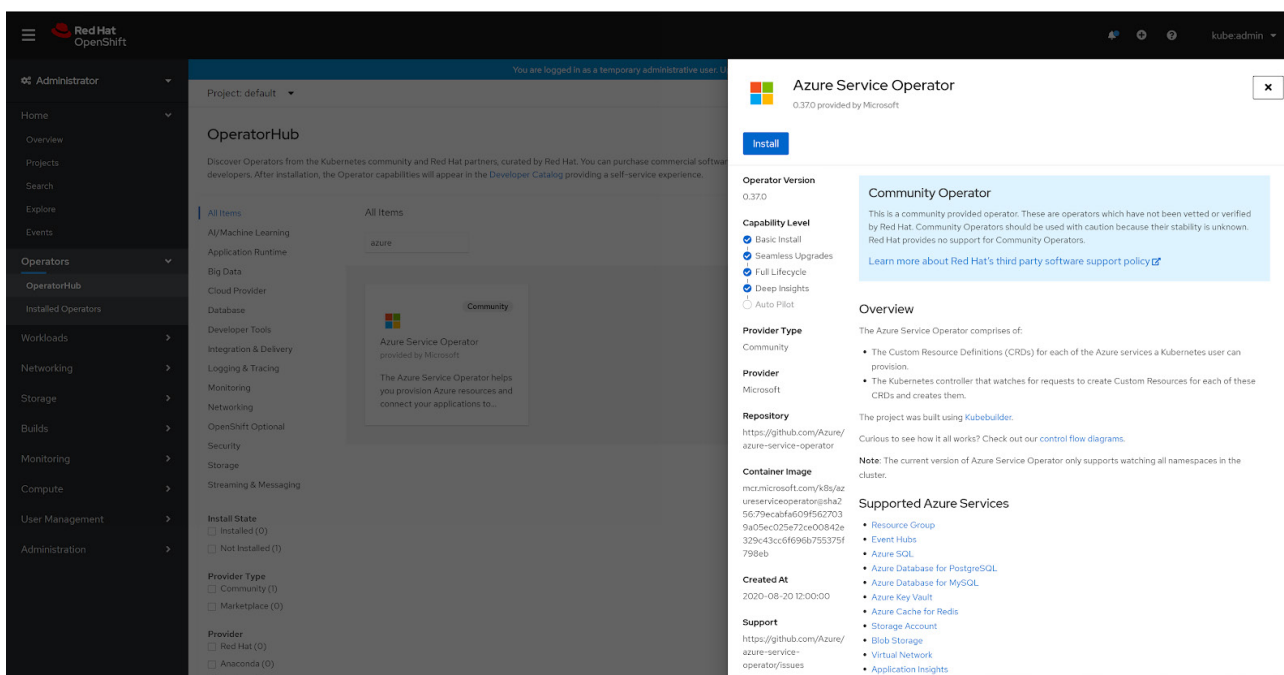 Red Hat
OpenShift
kube:admin
Administrator
Home
Overview
Projects
Search
Explore
Events
Operators
OperatorHub
Installed Operators
Workloads
Networking
Storage
Builds
Monitoring
Compute
User Management
Administration
You are logged in as a temporary administrative user. U
Project: default
OperatorHub
Discover Operators from the Kubernetes community and Red Hat partners, curated by Red Hat. You can purchase commercial softwar
developers. After installation, the Operator capabilities will appear in the Developer Catalog providing a self-service experience.
All Items
AI/Machine Learning
Application Runtime
Big Data
Cloud Provider
Database
Developer Tools
Integration & Delivery
Logging & Tracing
Monitoring
Networking
OpenShift Optional
Security
Storage
Streaming & Messaging
Install State
Installed (0)
Not Installed (1)
Provider Type
Community (1)
Marketplace (0)
Provider
Red Hat (0)
Anaconda (0)
All Items
azure
Community
Azure Service Operator
provided by Microsoft
The Azure Service Operator helps
you provision Azure resources and
connect your applications to...
Azure Service Operator
0.37.0 provided by Microsoft
Install
Operator Version
0.37.0
Capability Level
Basic Install
Seamless Upgrades
Full Lifecycle
Deep Insights
Auto Pilot
Provider Type
Community
Provider
Microsoft
Repository
https://github.com/Azure/
azure-service-operator
Container Image
mcr.microsoft.com/k8s/az
ureserviceoperator@sha2
56:79ecabfa609f562703
9a05ec025e72ce00842e
329c43cc6f696b755375f
798eb
Created At
2020-08-20 12:00:00
Support
https://github.com/Azure/
azure-service-
operator/issues
Community Operator
This is a community provided operator. These are operators which have not been vetted or verified
by Red Hat. Community Operators should be used with caution because their stability is unknown.
Red Hat provides no support for Community Operators.
Learn more about Red Hat's third party software support policy
Overview
The Azure Service Operator comprises of:
• The Custom Resource Definitions (CRDs) for each of the Azure services a Kubernetes user can
provision.
• The Kubernetes controller that watches for requests to create Custom Resources for each of these
CRDs and creates them.
The project was built using Kubebuilder.
Curious to see how it all works? Check out our control flow diagrams.
Note: The current version of Azure Service Operator only supports watching all namespaces in the
cluster.
Supported Azure Services
• Resource Group
• Event Hubs
• Azure SQL
• Azure Database for PostgreSQL
• Azure Database for MySQL
• Azure Key Vault
• Azure Cache for Redis
• Storage Account
• Blob Storage
• Virtual Network
• Application Insights